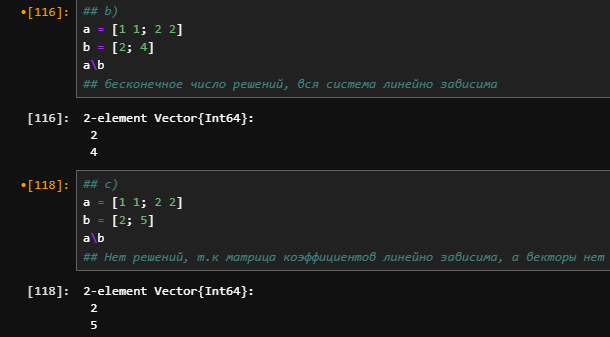 •[116]: ## b)
a = [1 1; 2 2]
b = [2; 4]
a\b
## бесконечное число решений, вся система линейно зависима
[116]: 2-element Vector{Int64}:
2
4
•[118]: ## c)
a = [1 1; 2 2]
b = [2; 5]
a\b
## Нет решений, т.к матрица коэффициентов линейно зависима, а векторы нет
[118]: 2-element Vector{Int64}:
2
5